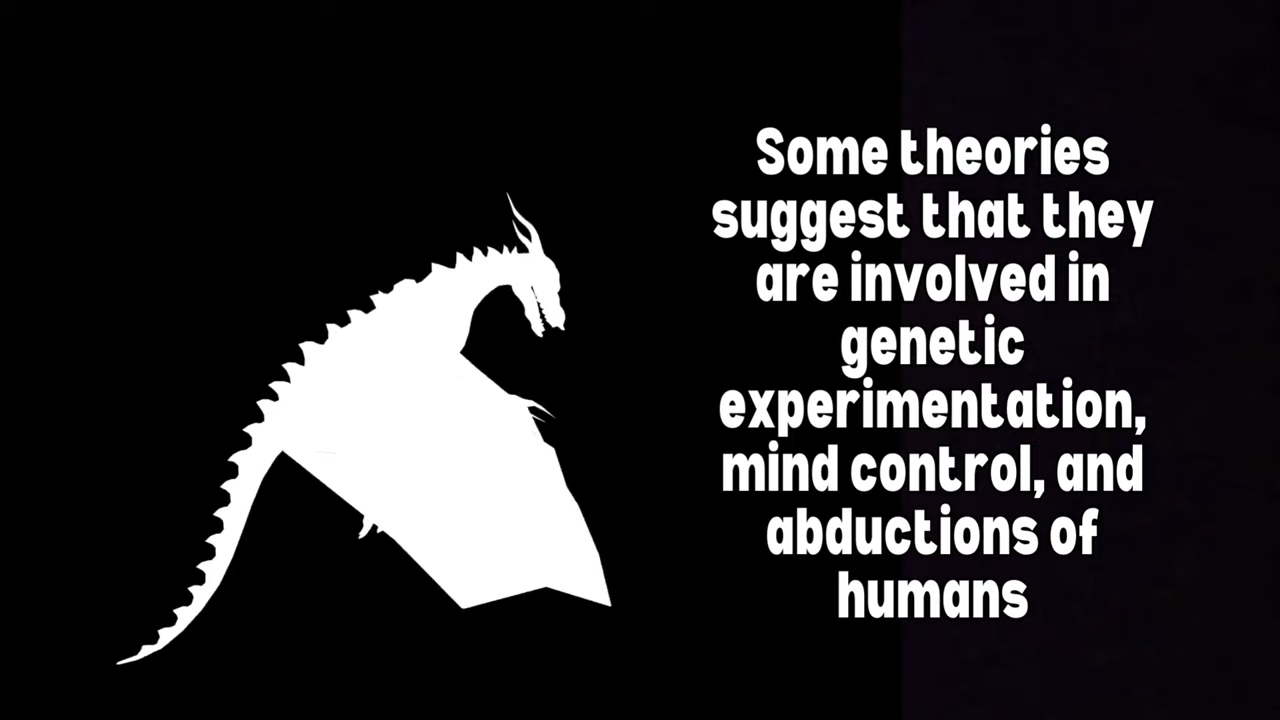 Some theories
suggest that they
are involved in
genetic
experimentation,
mind control, and
abductions of
humans